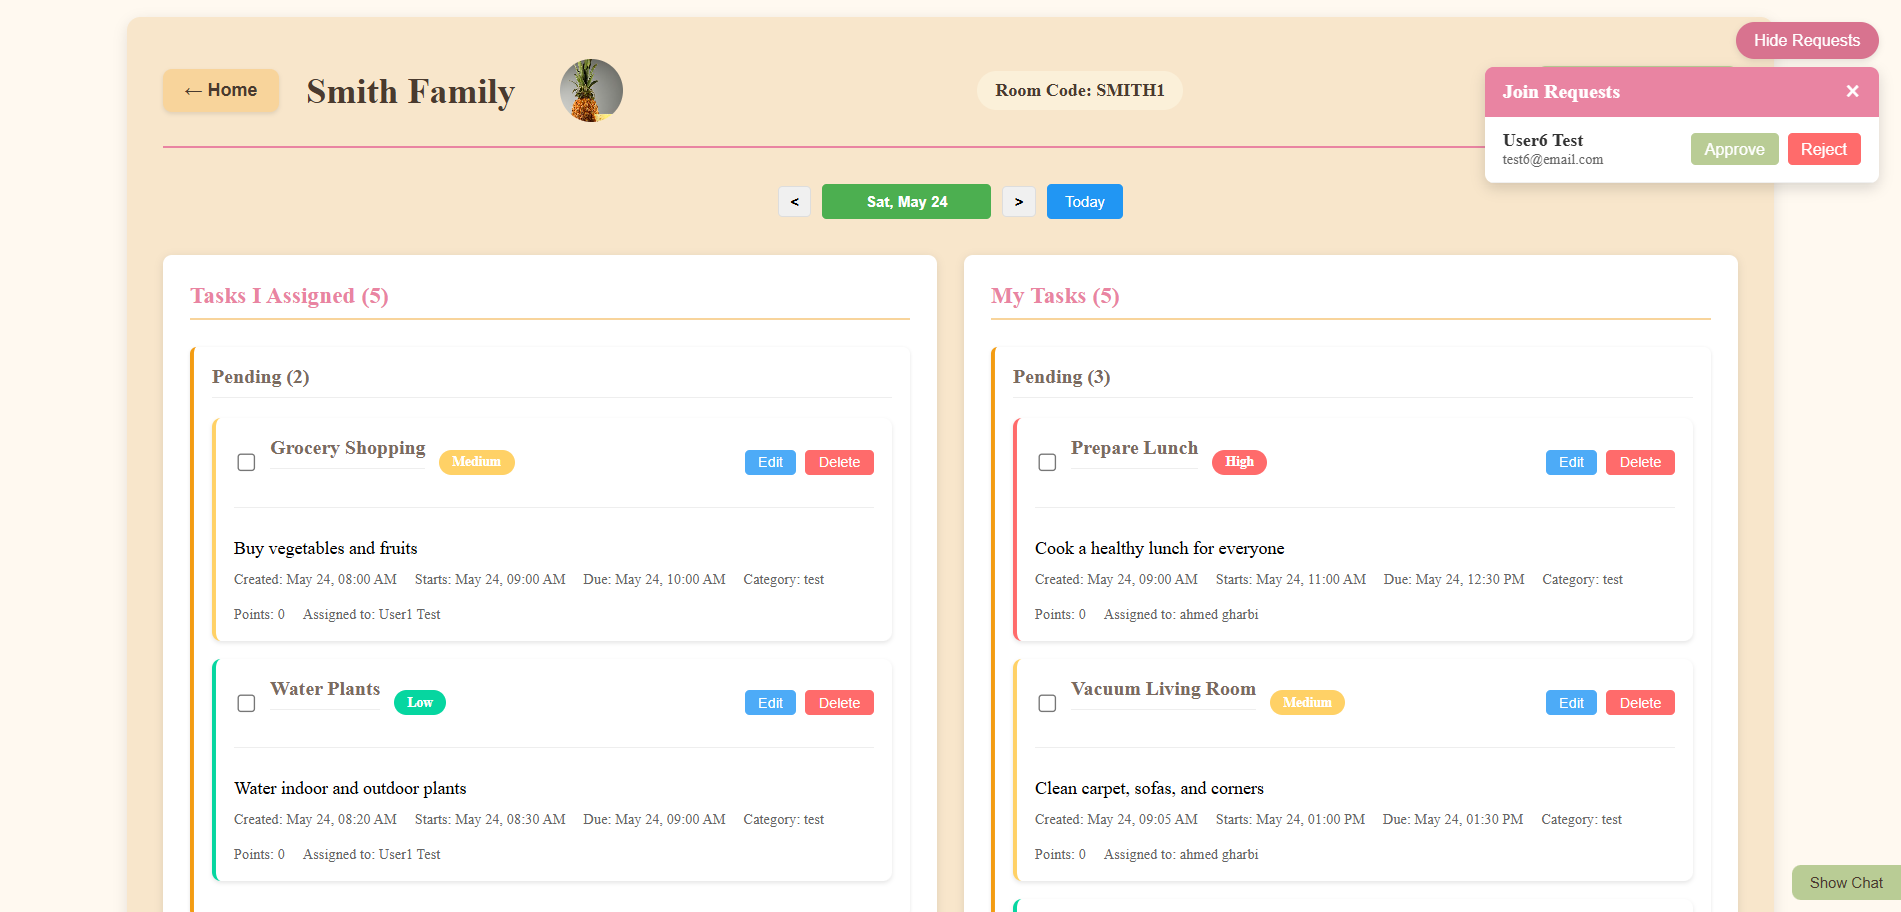 Hide Requests
← Home
Smith Family
Room Code: SMITH1
Join Requests
×
User6 Test
test6@email.com
Approve
Reject
<
Sat, May 24
>
Today
Tasks I Assigned (5)
Pending (2)
Grocery Shopping
Medium
Edit
Delete
Buy vegetables and fruits
Created: May 24, 08:00 AM Starts: May 24, 09:00 AM Due: May 24, 10:00 AM Category: test
Points: 0 Assigned to: User1 Test
Water Plants
Low
Edit
Delete
Water indoor and outdoor plants
Created: May 24, 08:20 AM Starts: May 24, 08:30 AM Due: May 24, 09:00 AM Category: test
Points: 0 Assigned to: User1 Test
My Tasks (5)
Pending (3)
Prepare Lunch
High
Edit
Delete
Cook a healthy lunch for everyone
Created: May 24, 09:00 AM Starts: May 24, 11:00 AM Due: May 24, 12:30 PM Category: test
Points: 0 Assigned to: ahmed gharbi
Vacuum Living Room
Medium
Edit
Delete
Clean carpet, sofas, and corners
Created: May 24, 09:05 AM Starts: May 24, 01:00 PM Due: May 24, 01:30 PM Category: test
Points: 0 Assigned to: ahmed gharbi
Show Chat